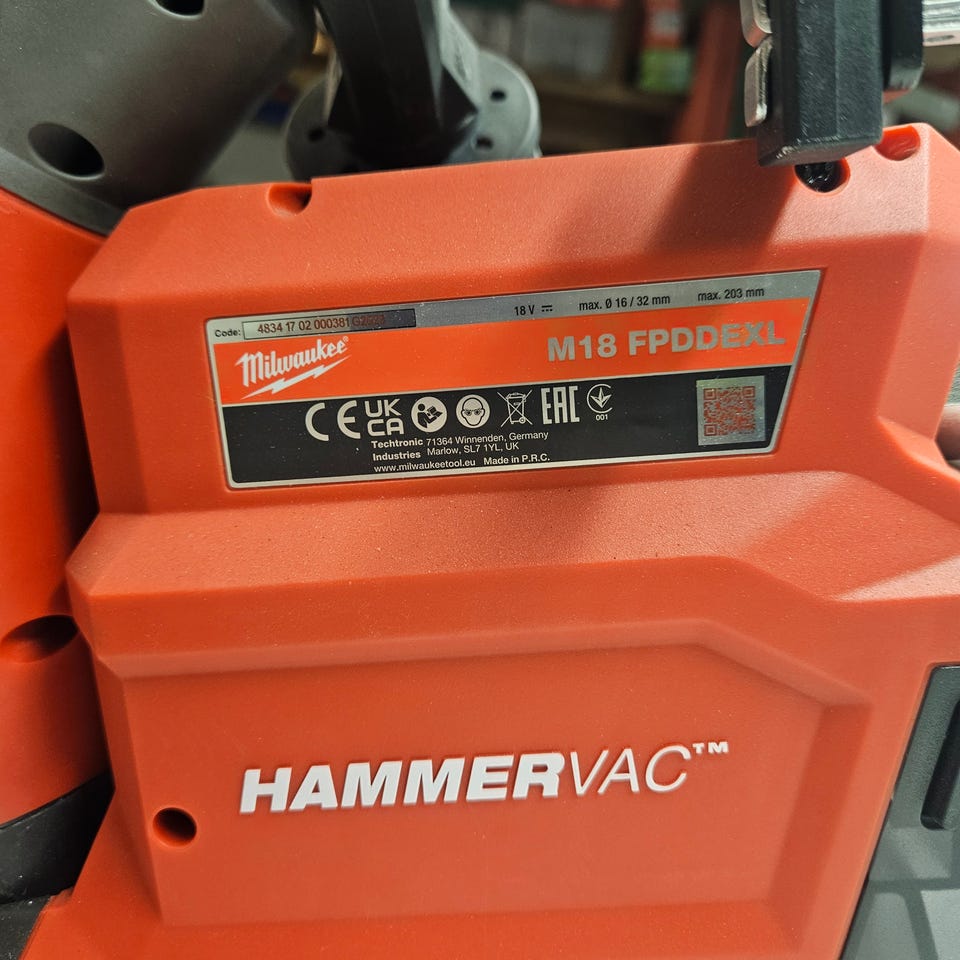 18 V max. Ø 16 / 32 mm max. 203 mm
Code: 4834 17 02 000381
Milwaukee®
M18 FPDDEXL
CE UK CA EAC
001
Techtronic 71364 Winnenden, Germany
Industries Marlow, SL7 1YL, UK
www.milwaukeetool.eu Made in P.R.C.
HAMMERVAC™